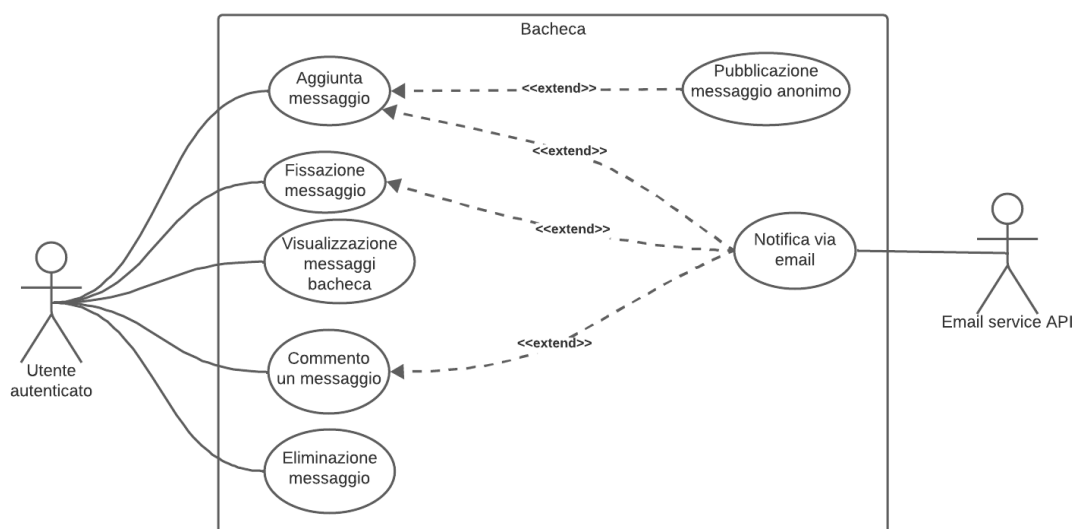 Bacheca
Aggiunta
messaggio
<<extend>>
Pubblicazione
messaggio anonimo
<<extend>>
Fissazione
messaggio
<<extend>>
Visualizzazione
messaggi
bacheca
Notifica via
email
Email service API
Utente
autenticato
<<extend>>
Commento
un messaggio
Eliminazione
messaggio